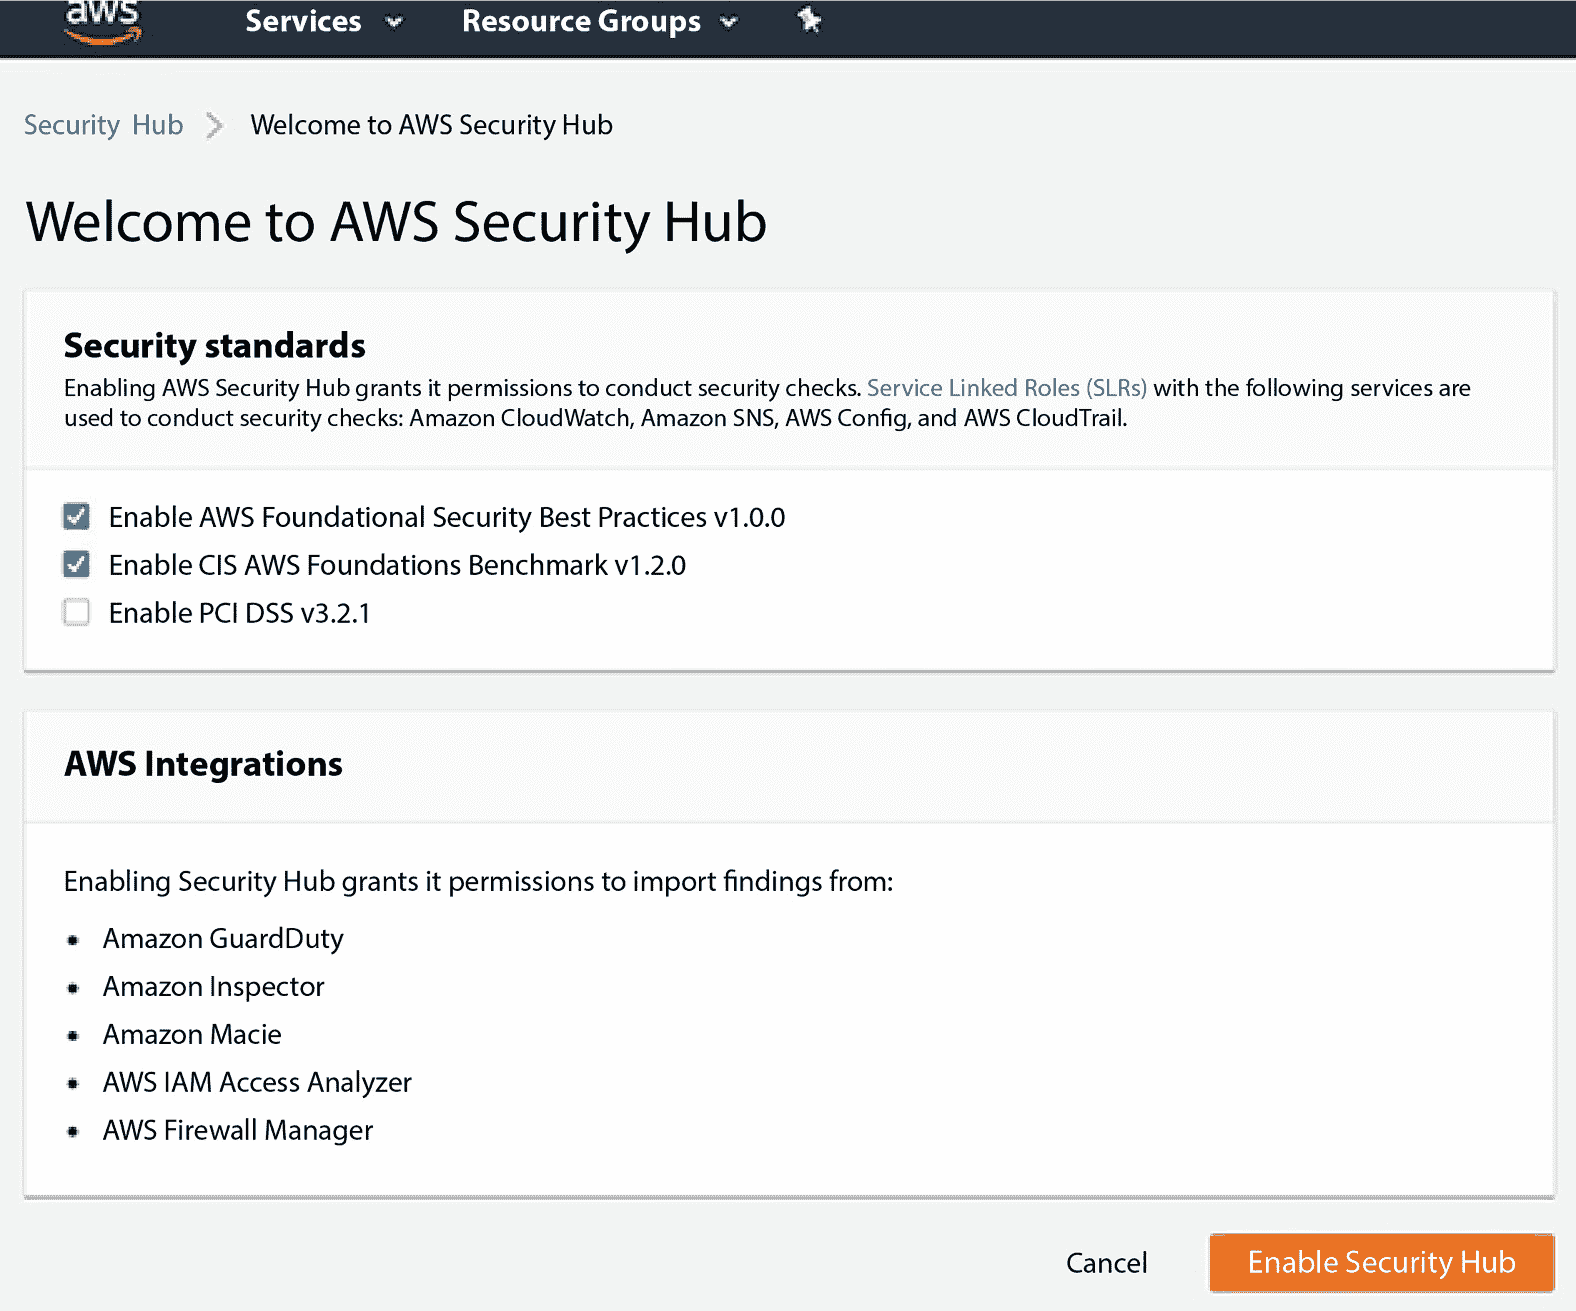 aws Services Resource Groups
Security Hub Welcome to AWS Security Hub
Welcome to AWS Security Hub
Security standards
Enabling AWS Security Hub grants it permissions to conduct security checks. Service Linked Roles (SLRs) with the following services are
used to conduct security checks: Amazon CloudWatch, Amazon SNS, AWS Config, and AWS CloudTrail.
Enable AWS Foundational Security Best Practices v1.0.0
Enable CIS AWS Foundations Benchmark v1.2.0
Enable PCI DSS v3.2.1
AWS Integrations
Enabling Security Hub grants it permissions to import findings from:
Amazon GuardDuty
Amazon Inspector
Amazon Macie
AWS IAM Access Analyzer
AWS Firewall Manager
Cancel Enable Security Hub